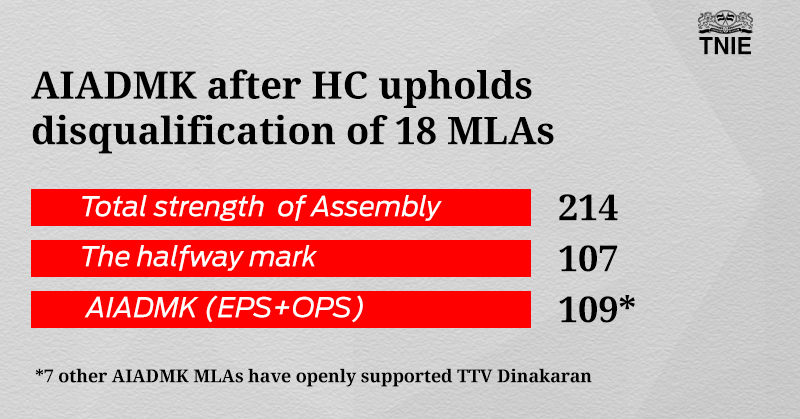 TNIE
AIADMK after HC upholds
disqualification of 18 MLAs
Total strength of Assembly 214
The halfway mark 107
AIADMK (EPS+OPS) 109*
*7 other AIADMK MLAs have openly supported TTV Dinakaran